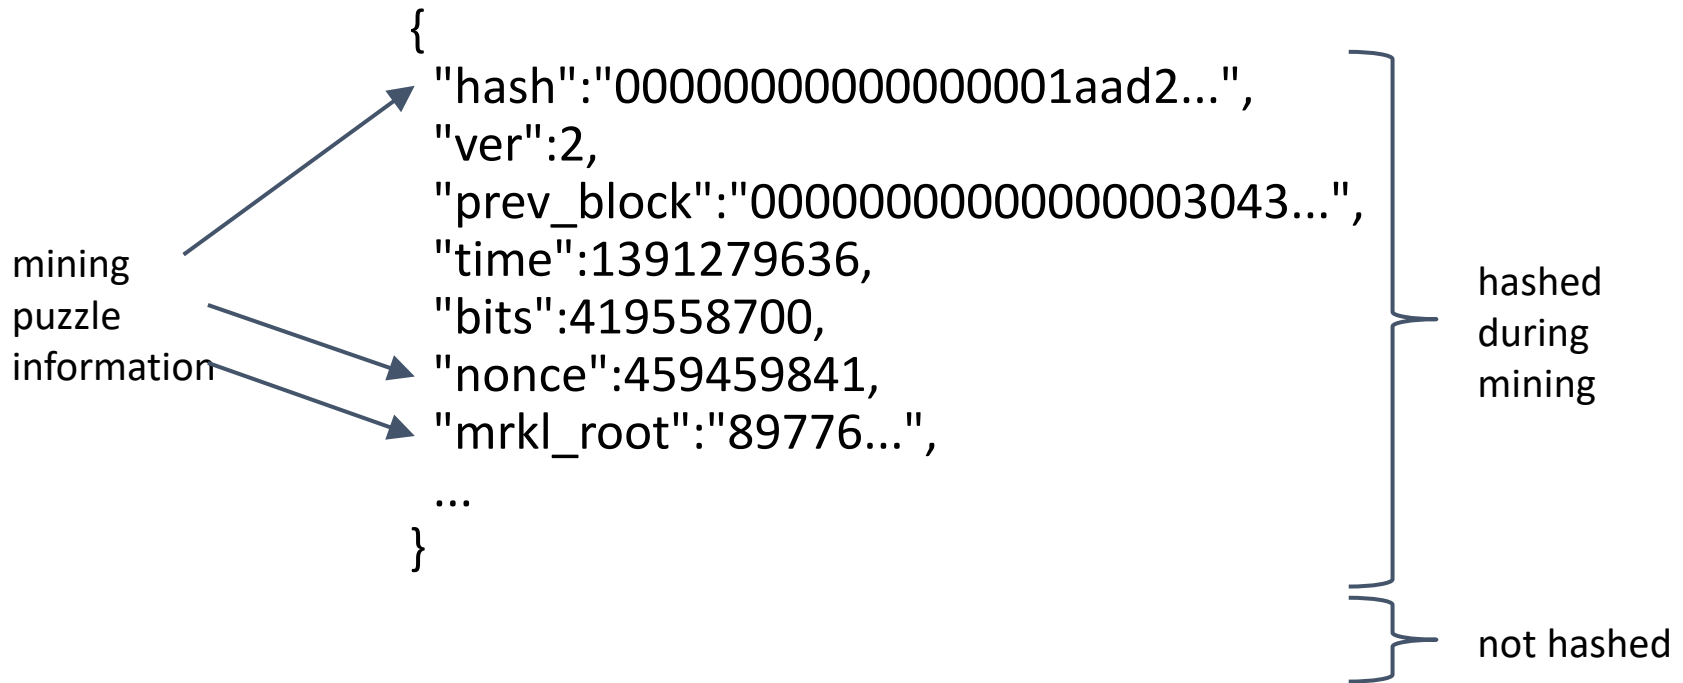 {
"hash":"00000000000000001aad2...",
"ver":2,
"prev_block":"00000000000000003043...",
"time":1391279636,
"bits":419558700,
"nonce":459459841,
"mrkl_root":"89776...",
...
}
mining
puzzle
information
hashed
during
mining
not hashed